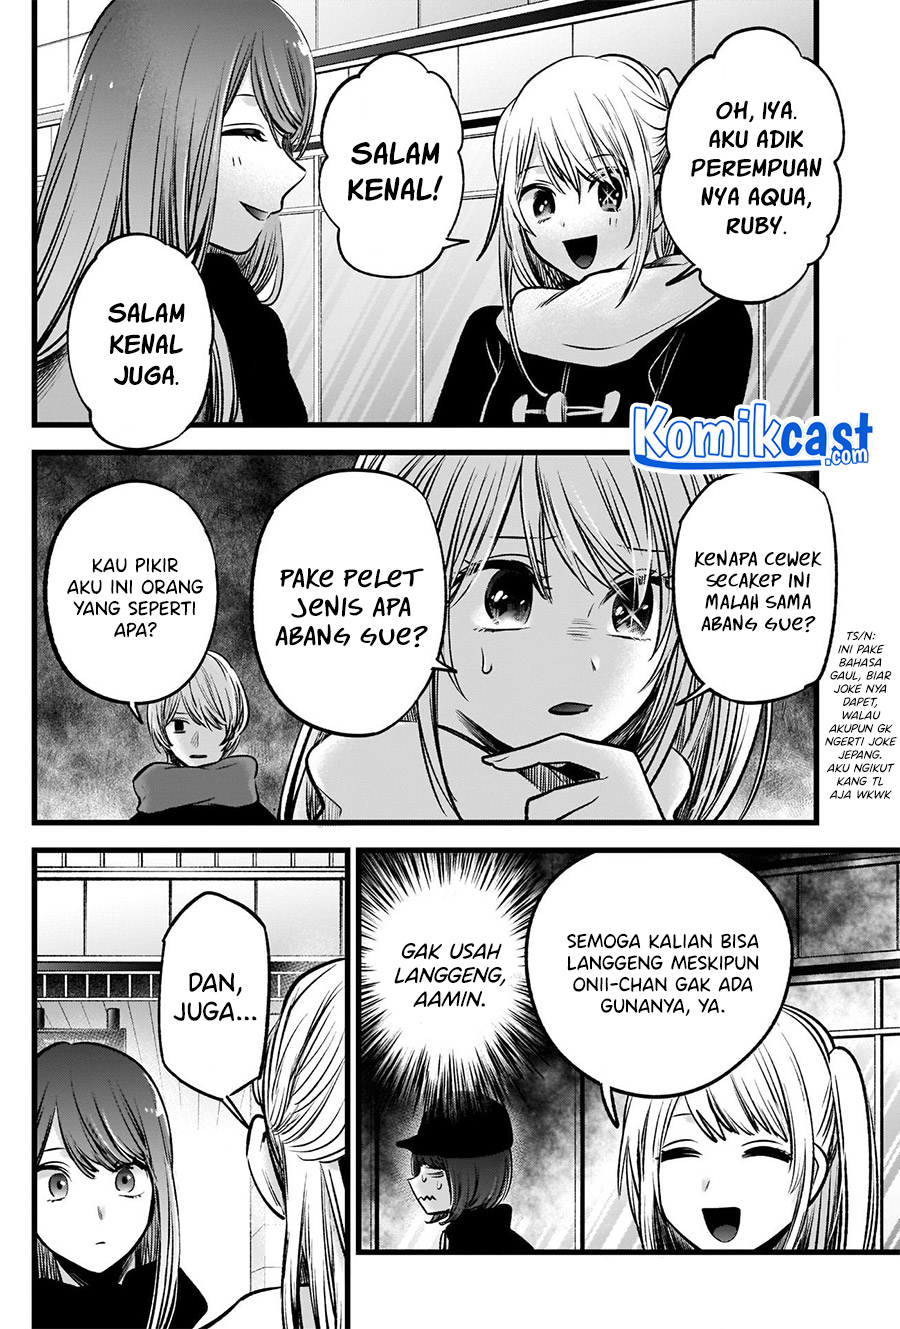 OH, IYA.
AKU ADIK
PEREMPUAN
NYA AQUA,
RUBY.
SALAM
KENAL!
SALAM
KENAL
JUGA.
Komikcast
.com
KENAPA CEWEK
SECAKEP INI
MALAH SAMA
ABANG GUE?
PAKE PELET
JENIS APA
ABANG GUE?
KAU PIKIR
AKU INI ORANG
YANG SEPERTI
APA?
TS/N:
INI PAKE
BAHASA
GAUL, BIAR
JOKE NYA
DAPET,
WALAU
AKUPUN GK
NGERTI JOKE
JEPANG.
AKU NGIKUT
KANG TL
AJA WKWK
SEMOGA KALIAN BISA
LANGGENG MESKIPUN
ONII-CHAN GAK ADA
GUNANYA, YA.
GAK USAH
LANGGENG,
AAMIN.
DAN,
JUGA...